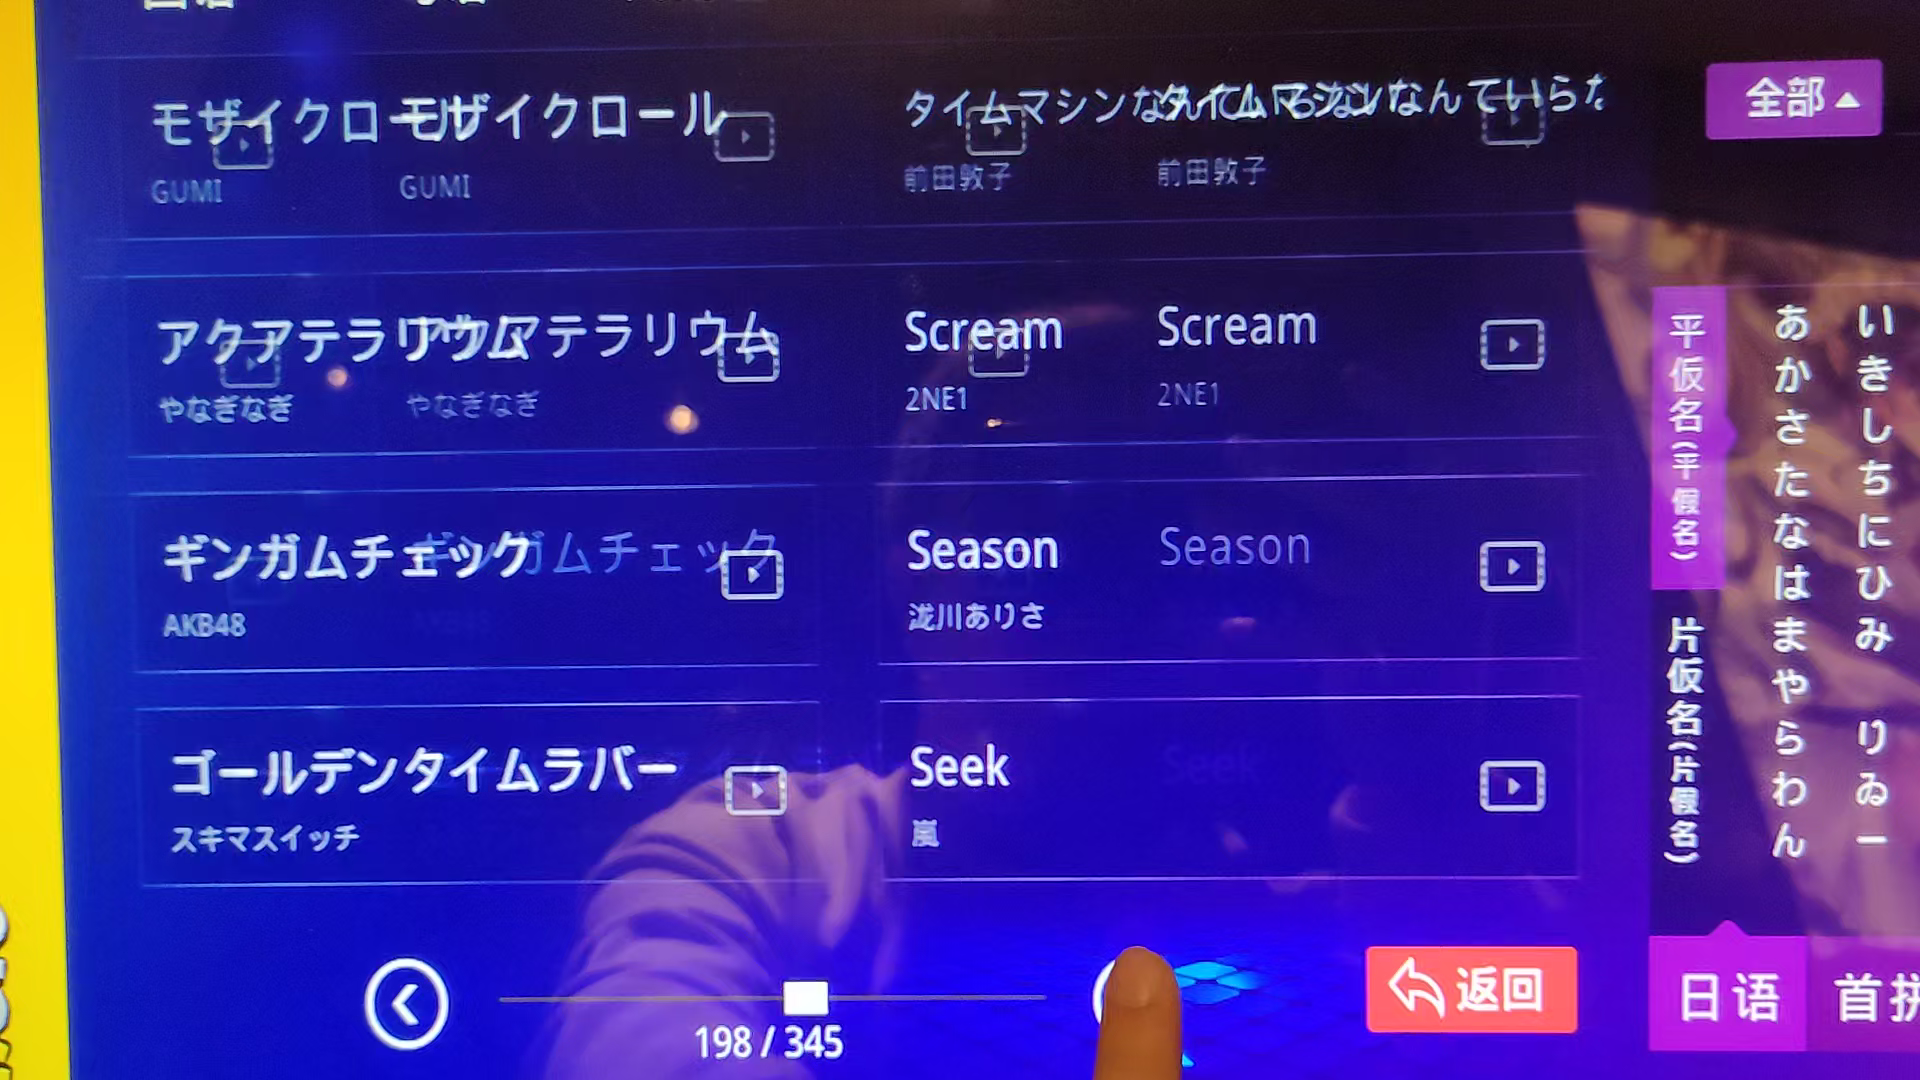 モザイクロール
GUMI
タイムマシンなんていらない
前田敦子
全部
アクアテラリウム
やなぎなぎ
Scream
2NE1
Scream
2NE1
ギンガムチェック
AKB48
Season
瀧川ありさ
Season
ゴールデンタイムラバー
スキマスイッチ
Seek
嵐
198 / 345
返回
平仮名(平假名)
片仮名(片假名)
あかさたなはまやらわん
いきしちにひみ りゐー
日语
首拼